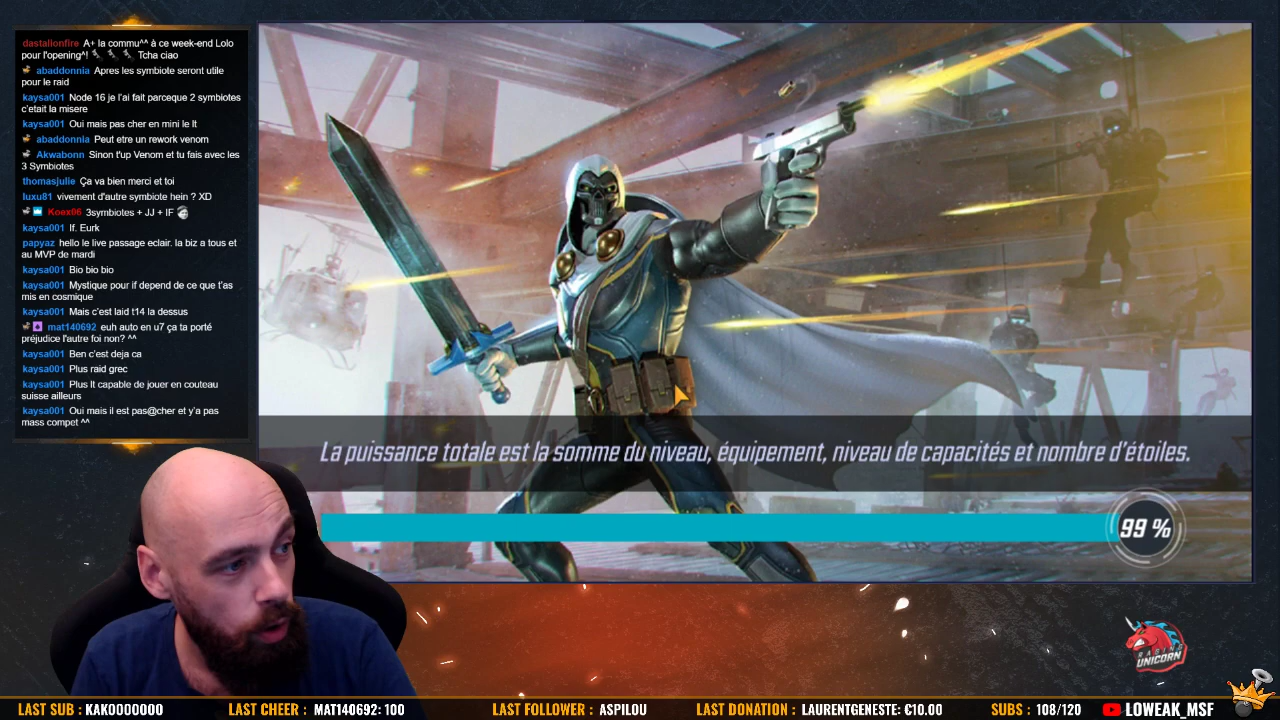 dastalionfire A+ la commu^^ à ce week-end Lolo
pour l'opening^! Tcha ciao
abaddonnia Apres les symbiote seront utile
pour le raid
kaysa001 Node 16 je l'ai fait parceque 2 symbiotes
c'etait la misere
kaysa001 Oui mais pas cher en mini le lt
abaddonnia Peut etre un rework venom
Akwabonn Sinon t'up Venom et tu fais avec les
3 Symbiotes
thomasjulle Ça va bien merci et toi
luxu81 vivement d'autre symbiote hein ? XD
Koex06 3symbiotes + JJ + IF
kaysa001 If. Eurk
papyaz hello le live passage eclair. la biz a tous et
au MVP de mardi
kaysa001 Bio bio bio
kaysa001 Mystique pour if depend de ce que t'as
mis en cosmique
kaysa001 Mais c'est laid t14 la dessus
mat140692 euh auto en u7 ça ta porté
préjudice l'autre foi non? ^^
kaysa001 Ben c'est deja ca
kaysa001 Plus raid grec
kaysa001 Plus lt capable de jouer en couteau
suisse ailleurs
kaysa001 Oui mais il est pas@cher et y'a pas
mass compet ^^
La puissance totale est la somme du niveau, équipement, niveau de capacités et nombre d'étoiles.
99 %
RAGING
UNICORN
LAST SUB : KAKOOOOOOO
LAST CHEER : MAT140692: 100
LAST FOLLOWER : ASPILOU
LAST DONATION : LAURENTGENESTE: €10.00
SUBS : 108/120
LOWEAK_MSF